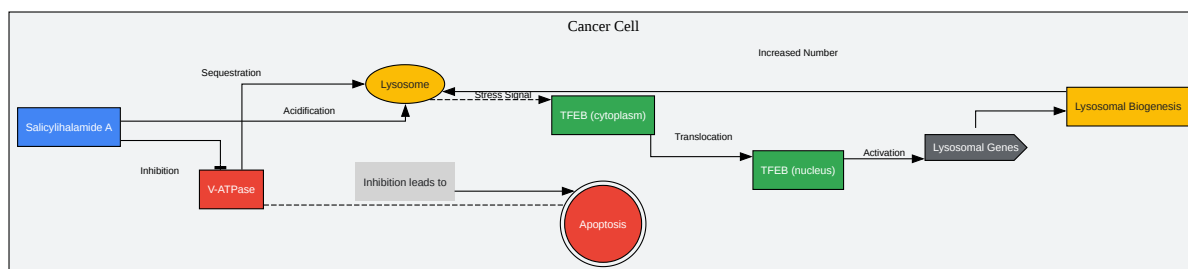 Cancer Cell
Increased Number
Sequestration
Lysosome
Stress Signal
Lysosomal Biogenesis
Acidification
TFEB (cytoplasm)
Salicylihalamide A
Translocation
Lysosomal Genes
Activation
Inhibition
TFEB (nucleus)
Inhibition leads to
V-ATPase
Apoptosis